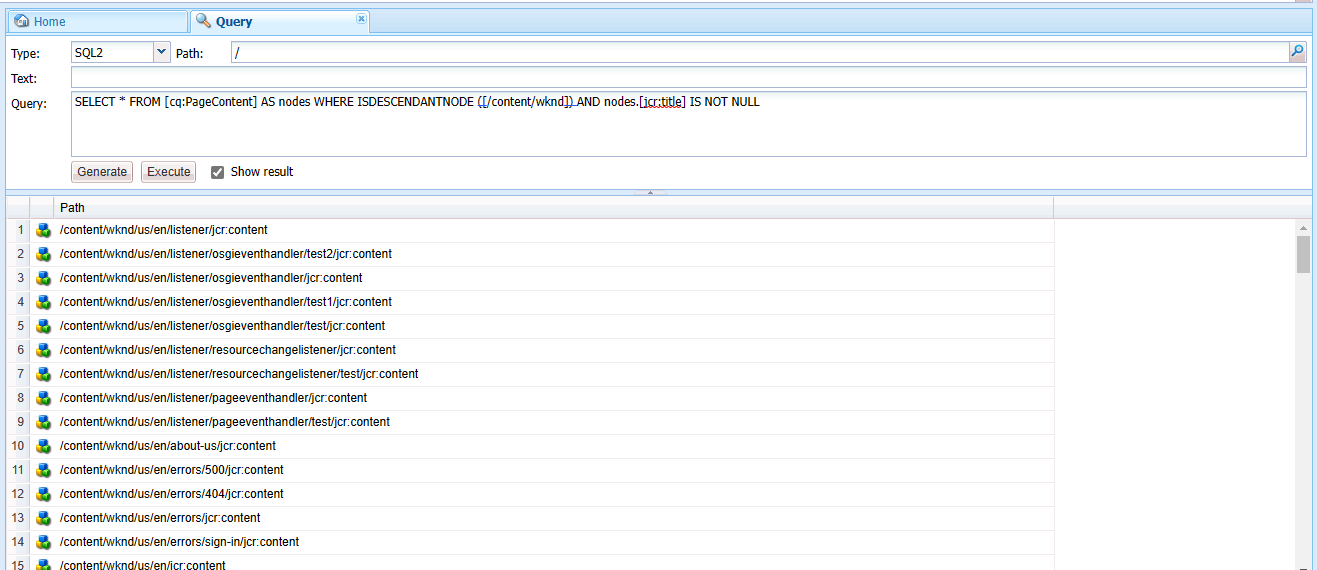 Home
Query
Type: SQL2 Path: /
Text:
Query: SELECT * FROM [cq:PageContent] AS nodes WHERE ISDESCENDANTNODE ([/content/wknd]) AND nodes.[jcr:title] IS NOT NULL
Generate Execute Show result
Path
1 /content/wknd/us/en/listener/jcr:content
2 /content/wknd/us/en/listener/osgieventhandler/test2/jcr:content
3 /content/wknd/us/en/listener/osgieventhandler/jcr:content
4 /content/wknd/us/en/listener/osgieventhandler/test1/jcr:content
5 /content/wknd/us/en/listener/osgieventhandler/test/jcr:content
6 /content/wknd/us/en/listener/resourcechangelistener/jcr:content
7 /content/wknd/us/en/listener/resourcechangelistener/test/jcr:content
8 /content/wknd/us/en/listener/pageeventhandler/jcr:content
9 /content/wknd/us/en/listener/pageeventhandler/test/jcr:content
10 /content/wknd/us/en/about-us/jcr:content
11 /content/wknd/us/en/errors/500/jcr:content
12 /content/wknd/us/en/errors/404/jcr:content
13 /content/wknd/us/en/errors/jcr:content
14 /content/wknd/us/en/errors/sign-in/jcr:content
15 /content/wknd/us/en/jcr:content